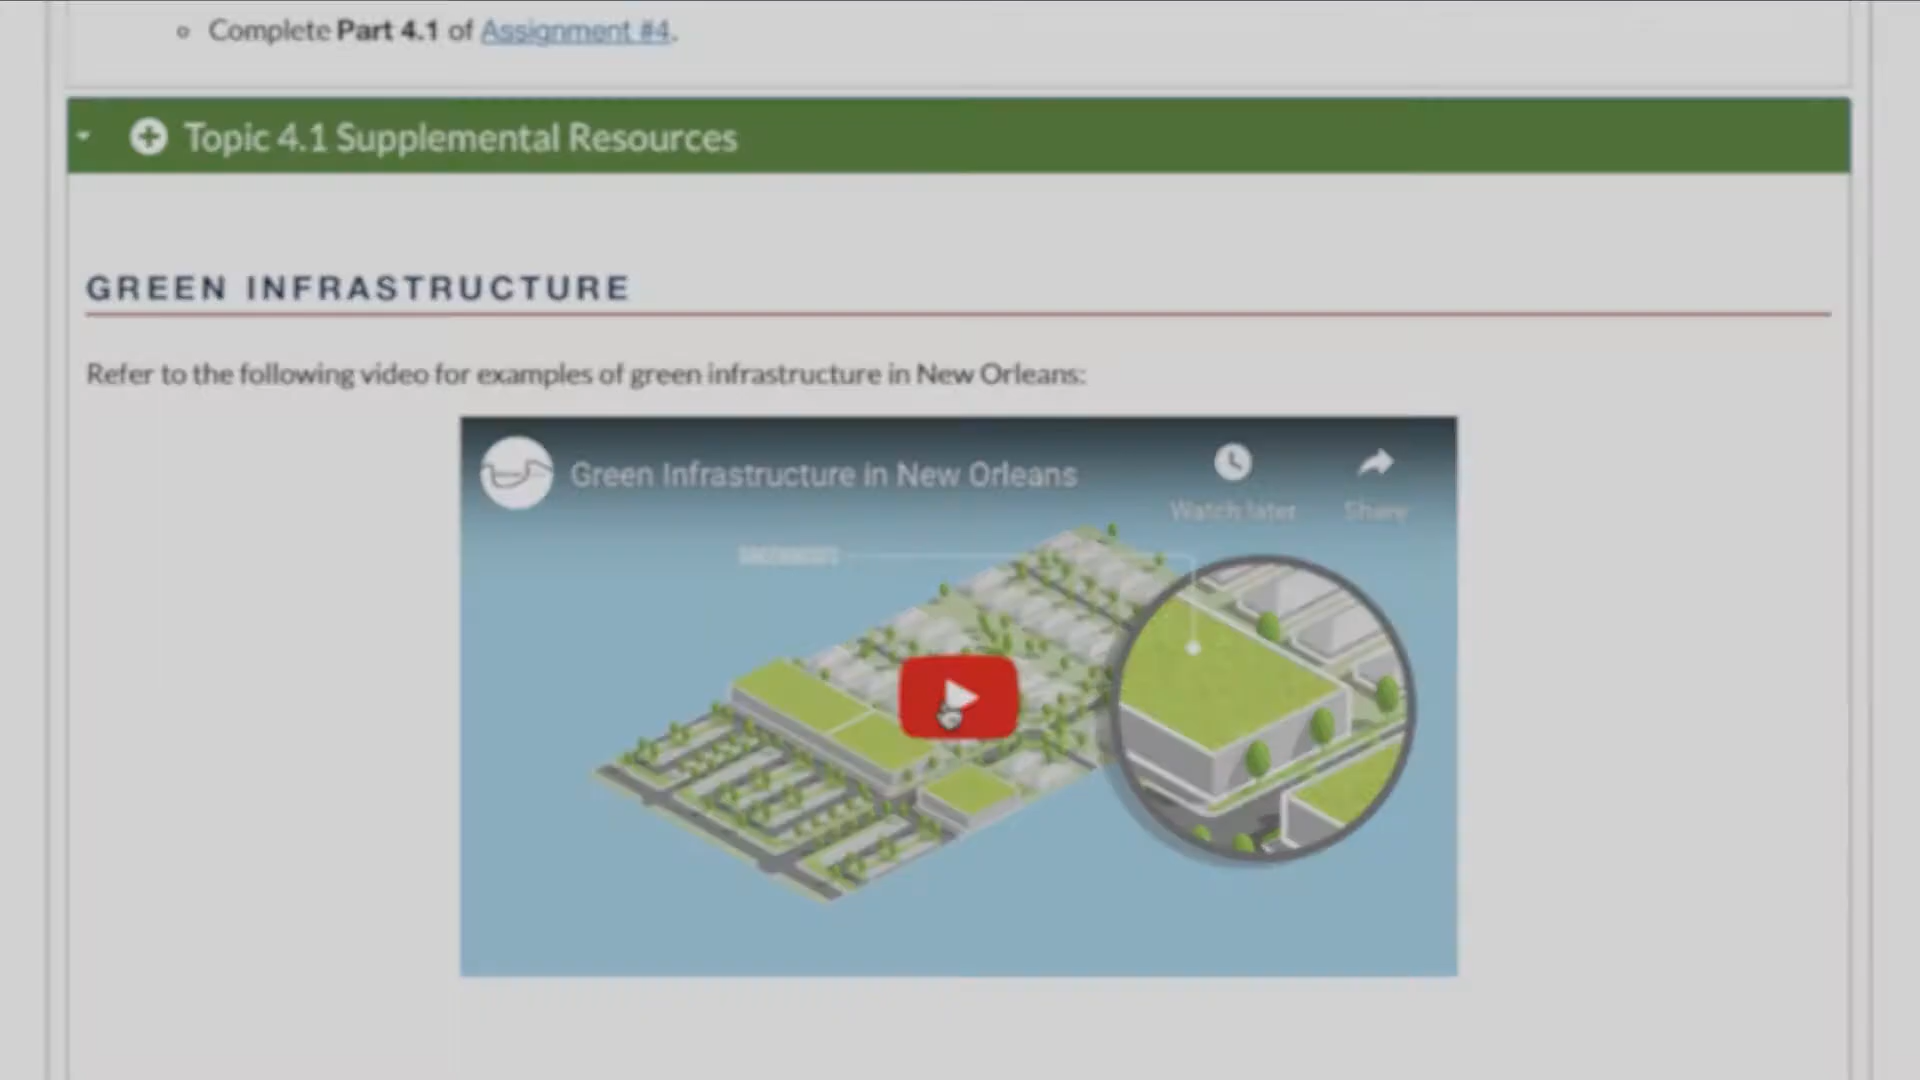 Complete Part 4.1 of Assignment #4.
Topic 4.1 Supplemental Resources
GREEN INFRASTRUCTURE
Refer to the following video for examples of green infrastructure in New Orleans:
Green Infrastructure in New Orleans
Watch later
Share